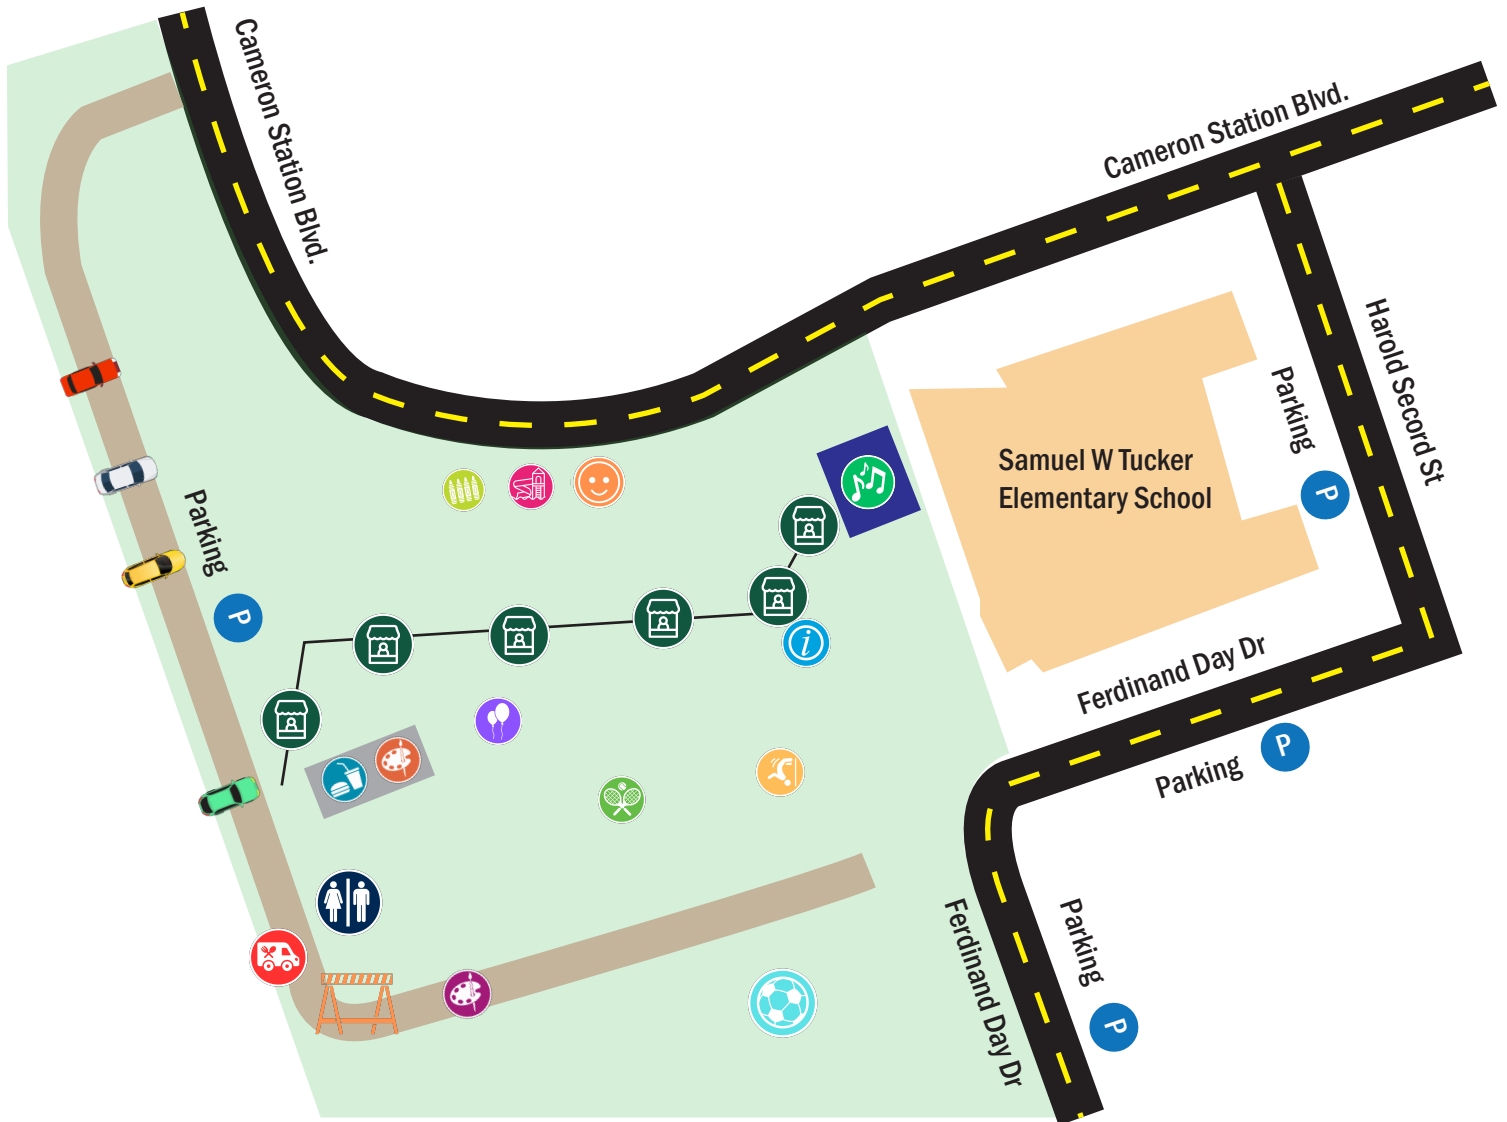 Cameron Station Blvd.
Cameron Station Blvd.
Harold Secord St
Parking
P
Samuel W Tucker
Elementary School
Parking
P
i
Ferdinand Day Dr
Parking
P
Ferdinand Day Dr
Parking
P